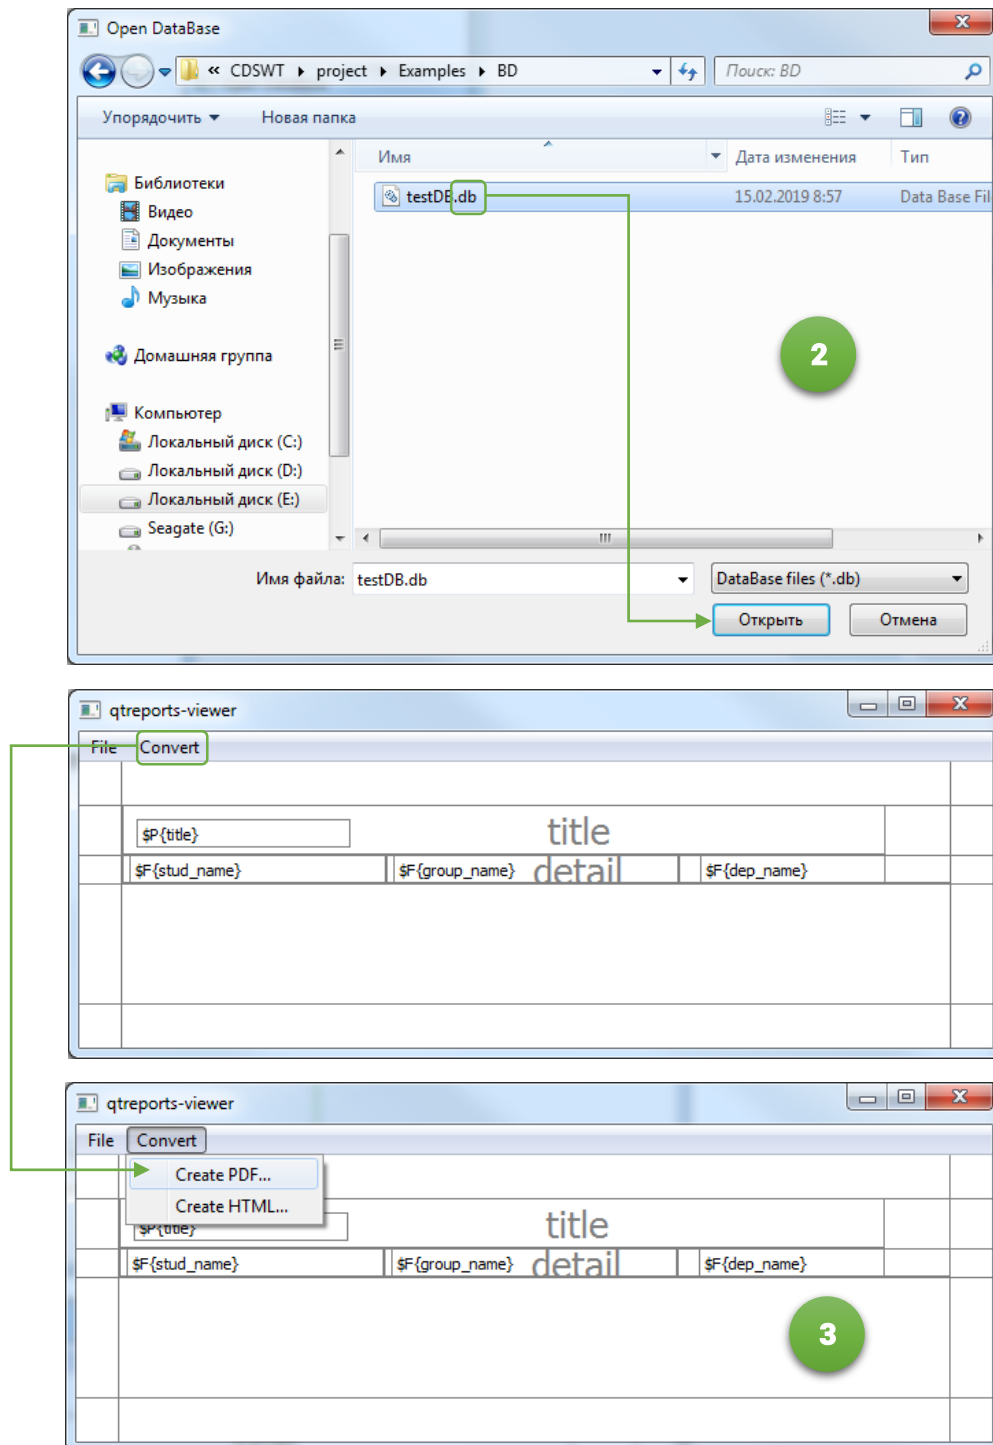 Open DataBase
« CDSWT project Examples BD Поиск: BD
Упорядочить Новая папка
Имя Дата изменения Тип
Библиотеки
testDB.db 15.02.2019 8:57 Data Base Fil
Видео
Документы
Изображения
Музыка
2
Домашняя группа
Компьютер
Локальный диск (C:)
Локальный диск (D:)
Локальный диск (E:)
Seagate (G:)
Имя файла: testDB.db DataBase files (*.db)
Открыть Отмена
qtreports-viewer
File Convert
$P{title} title
$F{stud_name} $F{group_name} detail $F{dep_name}
qtreports-viewer
File Convert
Create PDF...
Create HTML...
$P{title} title
$F{stud_name} $F{group_name} detail $F{dep_name}
3